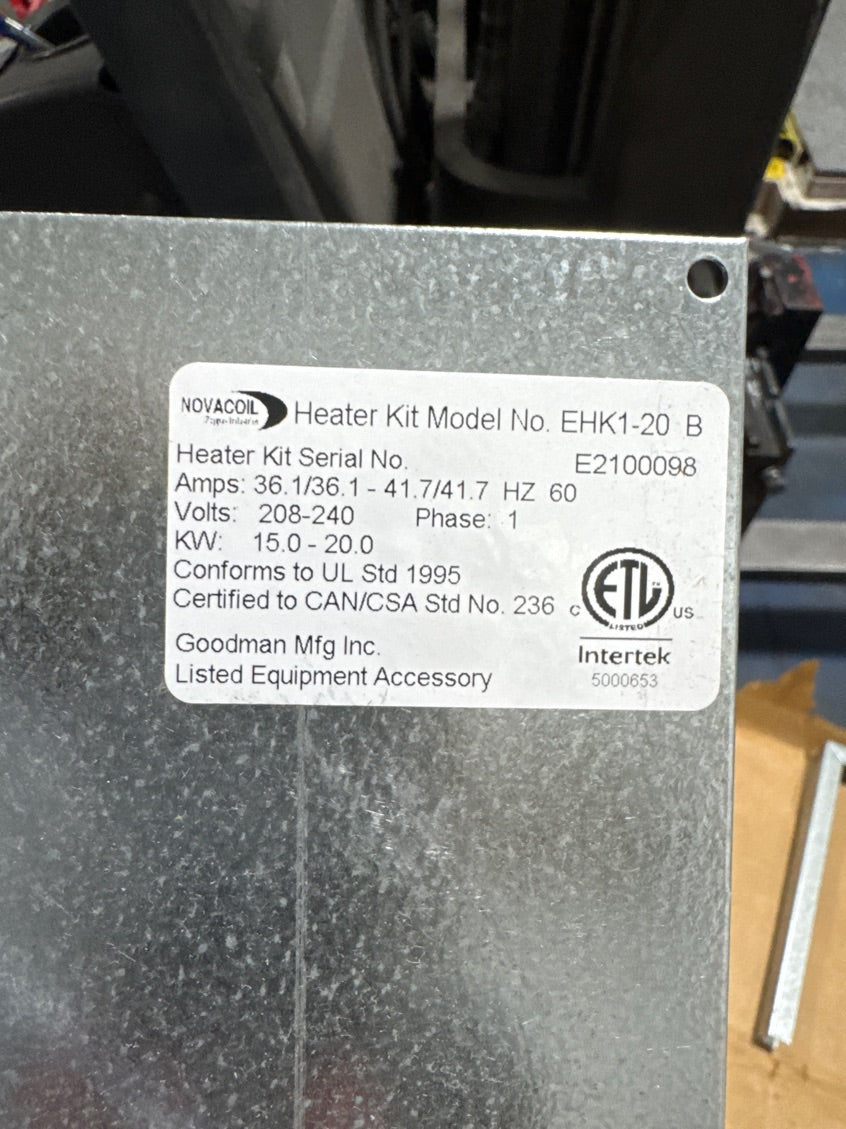 NOVACOIL
Heater Kit Model No. EHK1-20 B
Heater Kit Serial No. E2100098
Amps: 36.1/36.1 - 41.7/41.7 HZ 60
Volts: 208-240 Phase: 1
KW: 15.0 - 20.0
Conforms to UL Std 1995
Certified to CAN/CSA Std No. 236
C ETL US
LISTED
Goodman Mfg Inc.
Intertek
Listed Equipment Accessory
5000653